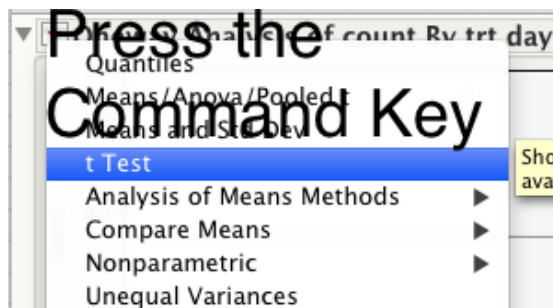 Press the
Oneway Analysis of count By trt day
Quantiles
Command Key
Means/Anova/Pooled t
Means and Std Dev
t Test
Sho
ava
Analysis of Means Methods
Compare Means
Nonparametric
Unequal Variances